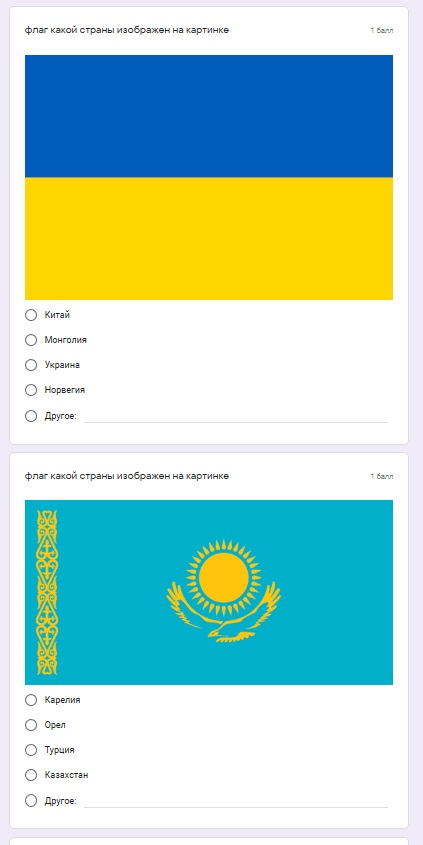 флаг какой страны изображен на картинке 1 балл
Китай
Монголия
Украина
Норвегия
Другое:
флаг какой страны изображен на картинке 1 балл
Карелия
Орел
Турция
Казахстан
Другое: